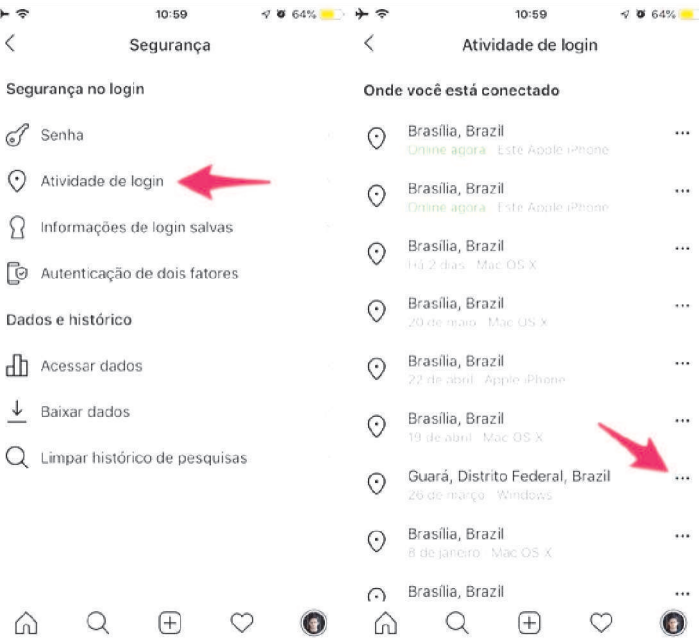 10:59
64%
Segurança
Segurança no login
Senha
Atividade de login
Informações de login salvas
Autenticação de dois fatores
Dados e histórico
Acessar dados
Baixar dados
Limpar histórico de pesquisas
10:59
64%
Atividade de login
Onde você está conectado
Brasília, Brazil
Online agora Este Apple iPhone
Brasília, Brazil
Online agora Este Apple iPhone
Brasília, Brazil
Há 2 dias Mac OS X
Brasília, Brazil
20 de maio Mac OS X
Brasília, Brazil
22 de abril Apple iPhone
Brasília, Brazil
19 de abril Mac OS X
Guará, Distrito Federal, Brazil
26 de março Windows
Brasília, Brazil
8 de janeiro Mac OS X
Brasília, Brazil